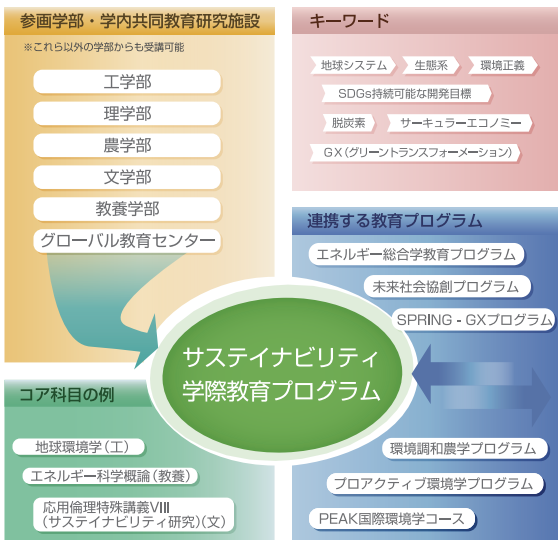 参画学部・学内共同教育研究施設
※これら以外の学部からも受講可能
工学部
理学部
農学部
文学部
教養学部
グローバル教育センター
キーワード
地球システム
生態系
環境正義
SDGs持続可能な開発目標
脱炭素
サーキュラーエコノミー
GX(グリーントランスフォーメーション)
連携する教育プログラム
エネルギー総合学教育プログラム
未来社会協創プログラム
SPRING - GXプログラム
サステイナビリティ
学際教育プログラム
コア科目の例
地球環境学(工)
エネルギー科学概論(教養)
応用倫理特殊講義VIII
(サステイナビリティ研究)(文)
環境調和農学プログラム
プロアクティブ環境学プログラム
PEAK国際環境学コース